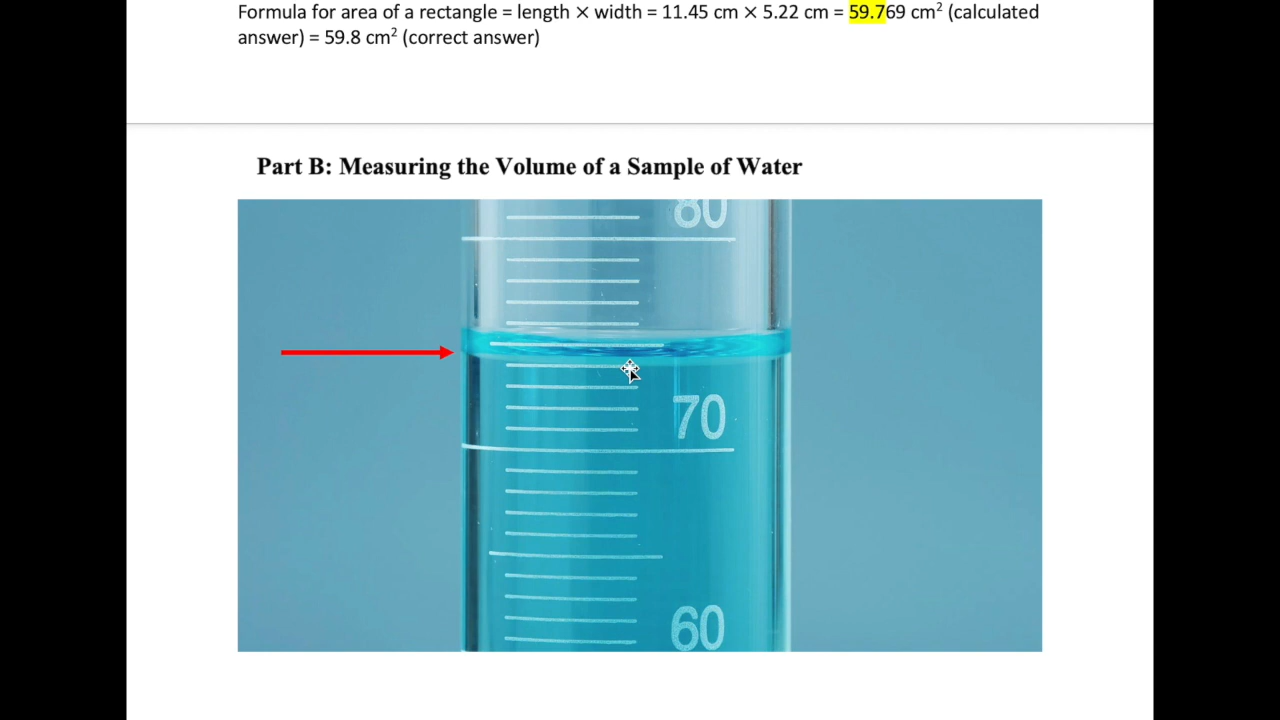 Formula for area of a rectangle = length × width = 11.45 cm × 5.22 cm = 59.769 cm² (calculated
answer) = 59.8 cm² (correct answer)
Part B: Measuring the Volume of a Sample of Water
80
70
60